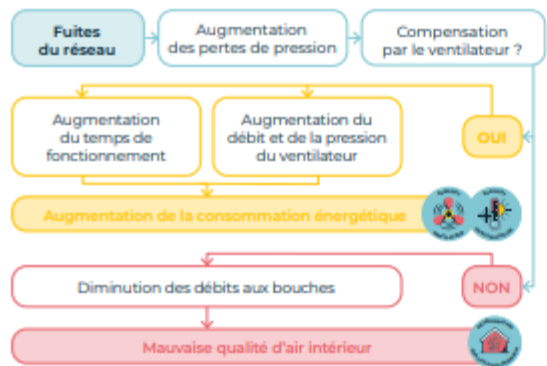 Fuites
du réseau
Augmentation
des pertes de pression
Compensation
par le ventilateur ?
Augmentation
du temps de
fonctionnement
Augmentation du
débit et de la pression
du ventilateur
OUI
Augmentation de la consommation énergétique
Diminution des débits aux bouches
NON
Mauvaise qualité d'air intérieur